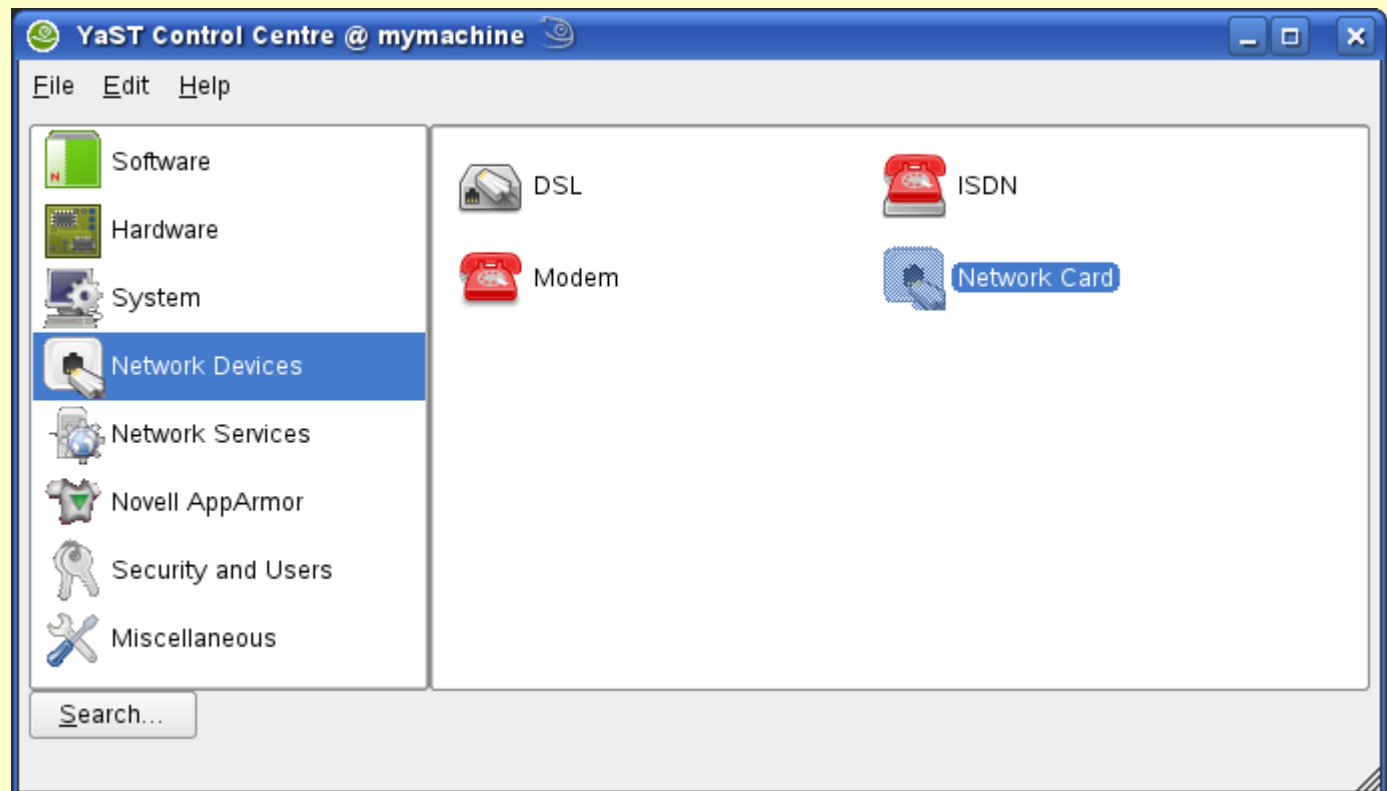 YaST Control Centre @ mymachine
File Edit Help
Software
Hardware
System
Network Devices
Network Services
Novell AppArmor
Security and Users
Miscellaneous
DSL
ISDN
Modem
Network Card
Search...
N